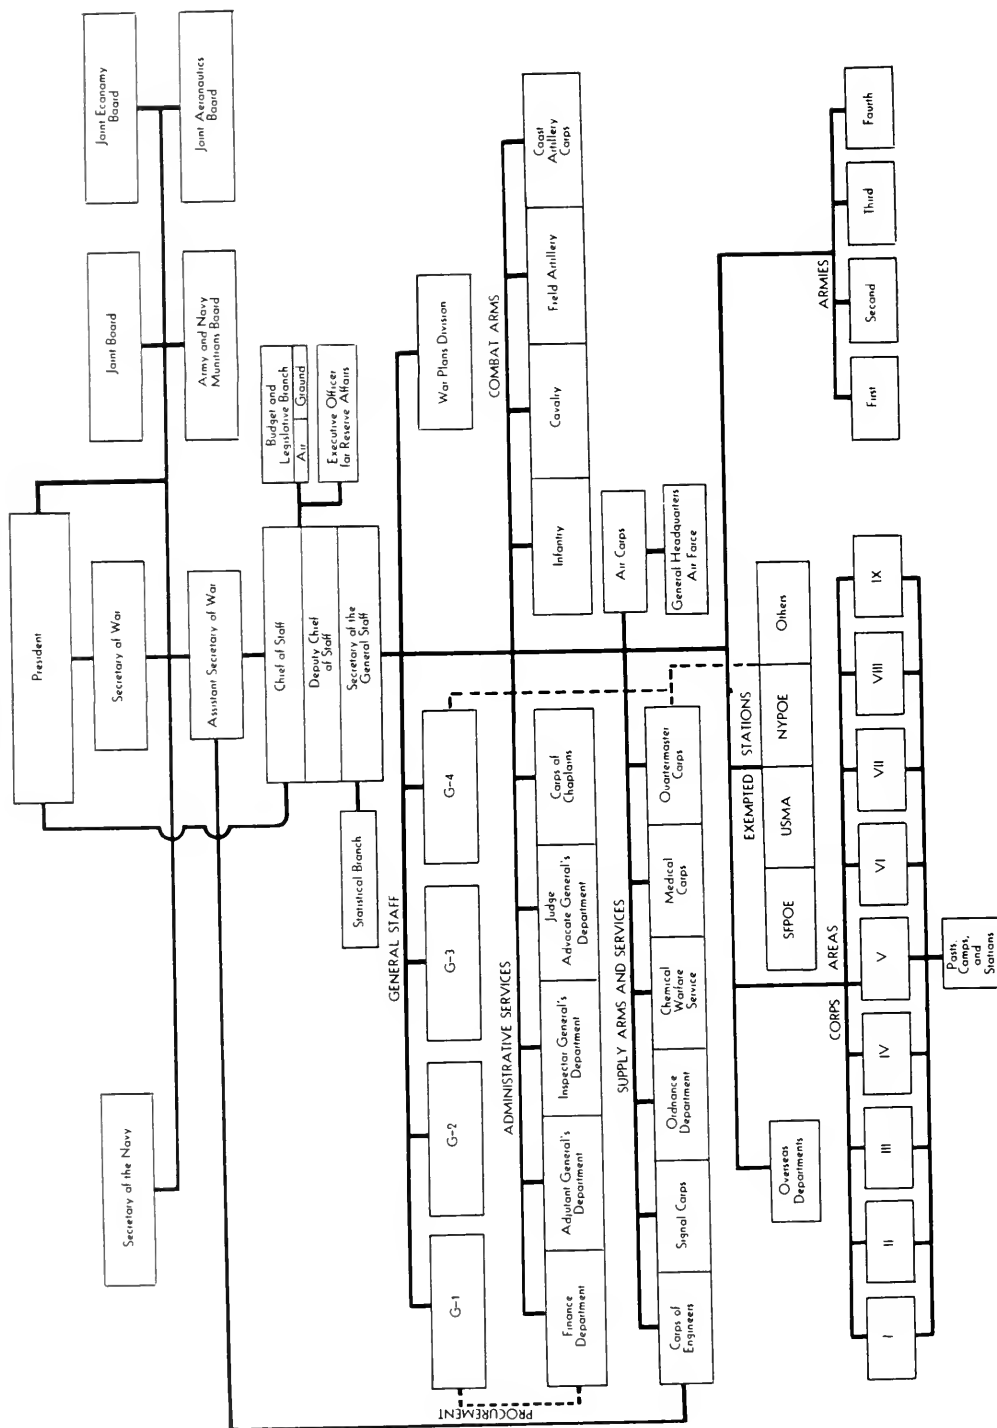 President
Secretary of the Navy
Secretary of War
Joint Board
Joint Economy
Board
Army and Navy
Munitions Board
Joint Aeronautics
Board
Assistant Secretary of War
Chief of Staff
Deputy Chief
of Staff
Secretary of the
General Staff
Budget and
Legislative Branch
Air
Ground
Executive Officer
for Reserve Affairs
Statistical Branch
GENERAL STAFF
G-1
G-2
G-3
G-4
War Plans Division
PROCUREMENT
ADMINISTRATIVE SERVICES
Finance
Department
Adjutant General's
Department
Inspector General's
Department
Judge
Advocate General's
Department
Corps of
Chaplains
COMBAT ARMS
Infantry
Cavalry
Field Artillery
Coast
Artillery
Corps
SUPPLY ARMS AND SERVICES
Corps of
Engineers
Signal Corps
Ordnance
Department
Chemical
Warfare
Service
Medical
Corps
Quartermaster
Corps
Air Corps
General Headquarters
Air Force
Overseas
Departments
EXEMPTED STATIONS
SFPOE
USMA
NYPOE
Others
CORPS AREAS
I
II
III
IV
V
VI
VII
VIII
IX
Posts,
Camps,
and
Stations
ARMIES
First
Second
Third
Fourth